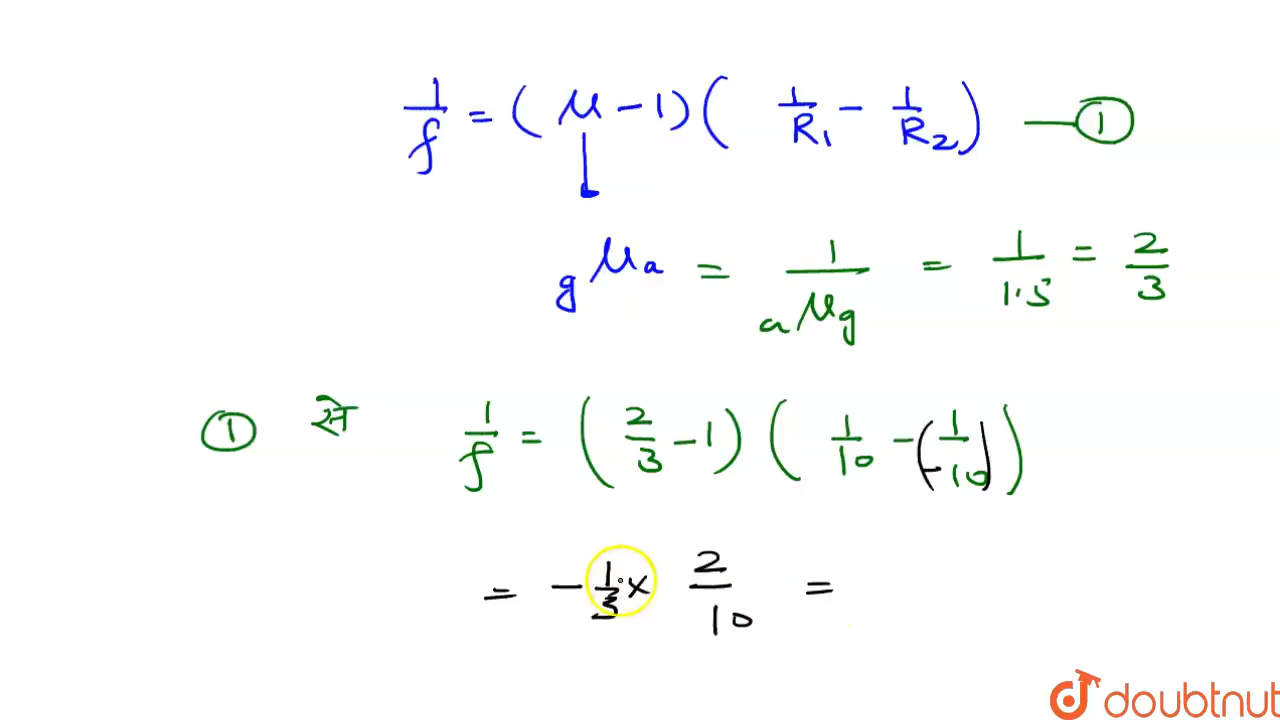 1/f = ( μ − 1) ( 1/R₁ − 1/R₂ ) — ①
gμa = 1/aμg = 1/1.5 = 2/3
① से 1/f = ( 2/3 − 1) ( 1/10 − (1/−10) )
= − 1/3 × 2/10 =
doubtnut